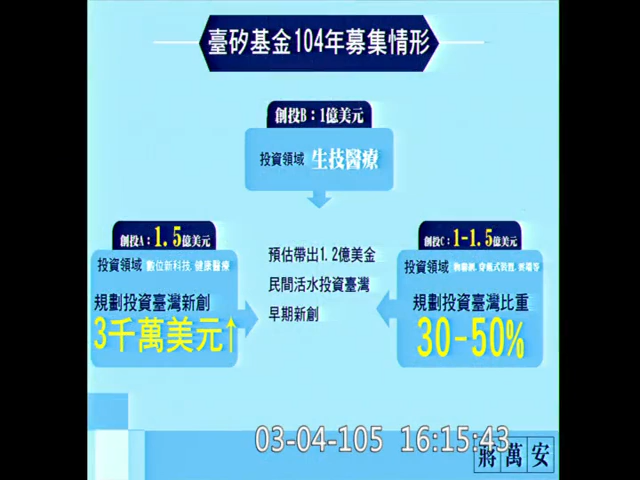 臺矽基金104年募集情形
創投B：1億美元
投資領域 生技醫療
創投A：1.5億美元
投資領域 數位新科技,健康醫療
規劃投資臺灣新創
3千萬美元↑
預估帶出1.2億美金
民間活水投資臺灣
早期新創
創投C：1-1.5億美元
投資領域 物聯網,穿戴式裝置,雲端等
規劃投資臺灣比重
30-50%
03-04-105 16:15:43
蔣萬安